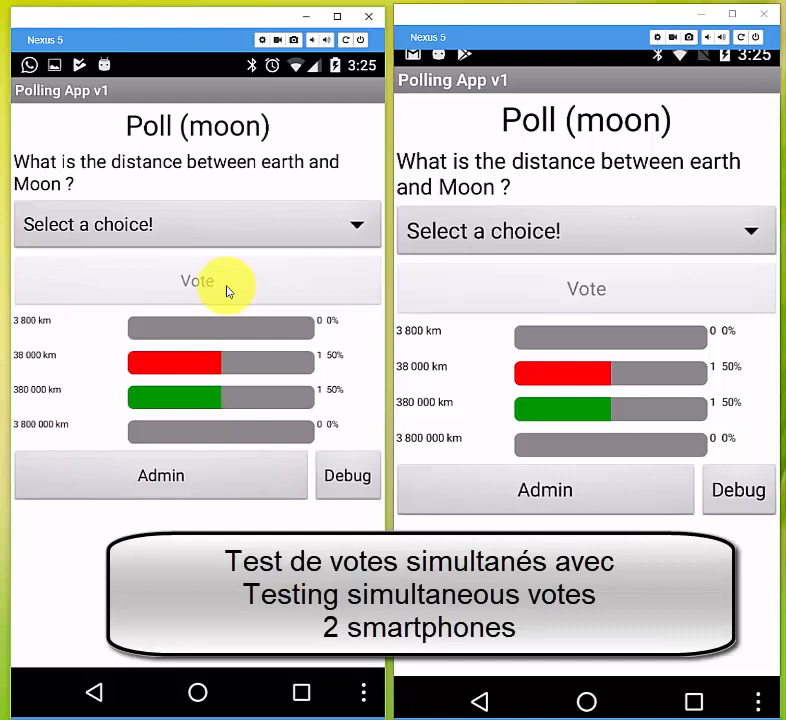 Nexus 5
3:25
Polling App v1
Poll (moon)
What is the distance between earth and
Moon ?
Select a choice!
Vote
3 800 km
0 0%
38 000 km
1 50%
380 000 km
1 50%
3 800 000 km
0 0%
Admin
Debug
Nexus 5
3:25
Polling App v1
Poll (moon)
What is the distance between earth
and Moon ?
Select a choice!
Vote
3 800 km
0 0%
38 000 km
1 50%
380 000 km
1 50%
3 800 000 km
0 0%
Admin
Debug
Test de votes simultanés avec
Testing simultaneous votes
2 smartphones